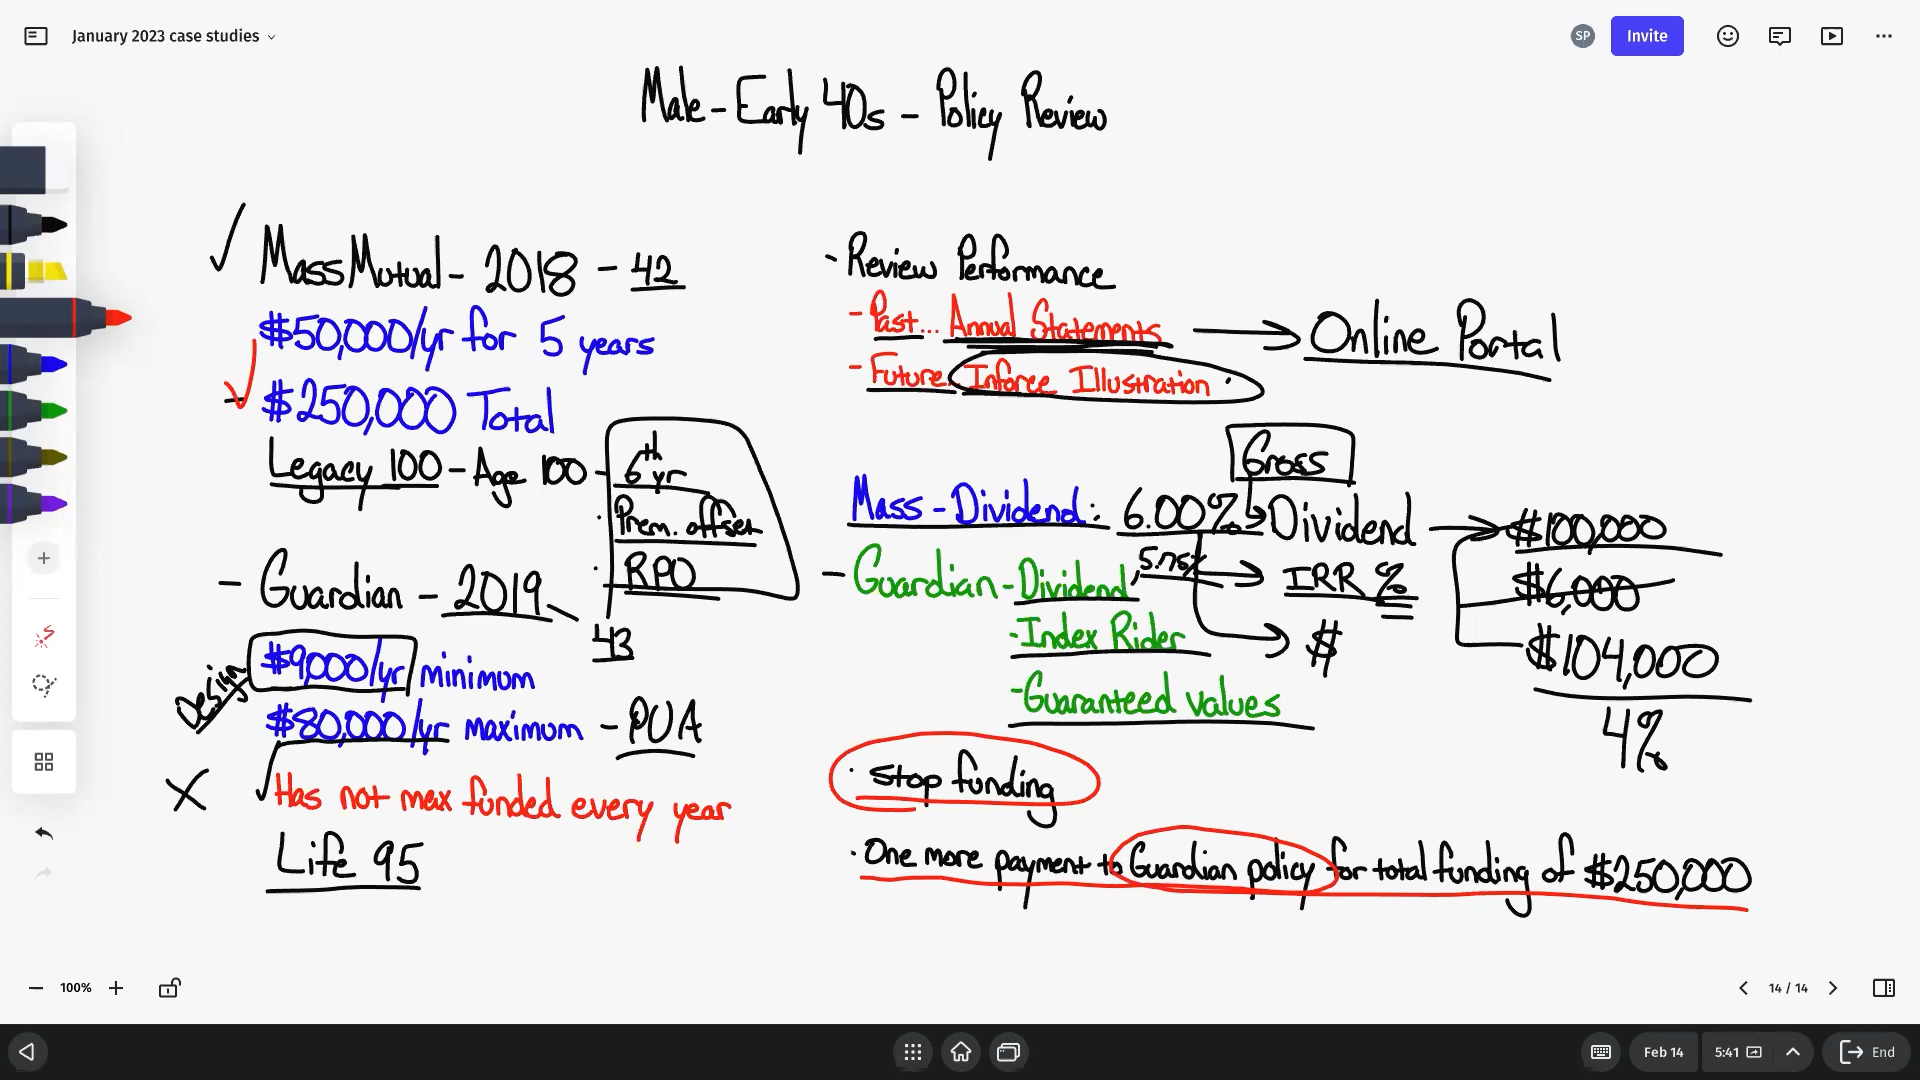 January 2023 case studies
SP
Invite
Male - Early 40s - Policy Review
MassMutual - 2018 - 42
$50,000/yr for 5 years
$250,000 Total
Legacy 100 - Age 100 -
6th yr
Prem. offset
RPO
- Guardian - 2019
43
$9,000/yr minimum
Design
$80,000/yr maximum - PUA
Has not max funded every year
Life 95
- Review Performance
- Past... Annual Statements
Online Portal
- Future... Inforce Illustration
Gross
Mass - Dividend: 6.00% Dividend
$100,000
- Guardian - Dividend, 5.75%
IRR %
$6,000
- Index Rider
$
$104,000
- Guaranteed values
4%
· Stop funding
· One more payment to Guardian policy for total funding of $250,000
100%
14 / 14
Feb 14
5:41
End